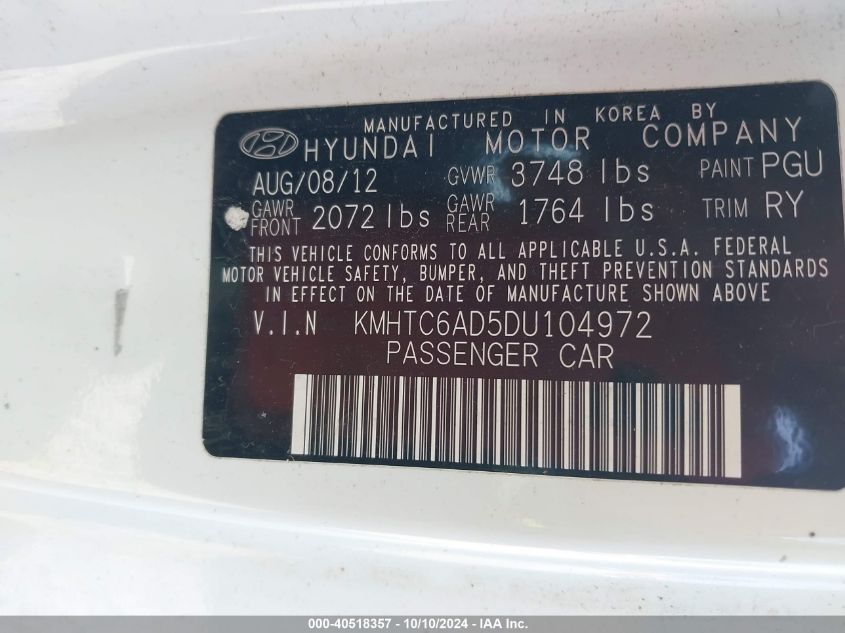 MANUFACTURED IN KOREA BY
HYUNDAI MOTOR COMPANY
AUG/08/12 GVWR 3748 lbs PAINT PGU
GAWR FRONT 2072 lbs GAWR REAR 1764 lbs TRIM RY
THIS VEHICLE CONFORMS TO ALL APPLICABLE U.S.A. FEDERAL
MOTOR VEHICLE SAFETY, BUMPER, AND THEFT PREVENTION STANDARDS
IN EFFECT ON THE DATE OF MANUFACTURE SHOWN ABOVE
V.I.N KMHTC6AD5DU104972
PASSENGER CAR
000-40518357 - 10/10/2024 - IAA Inc.